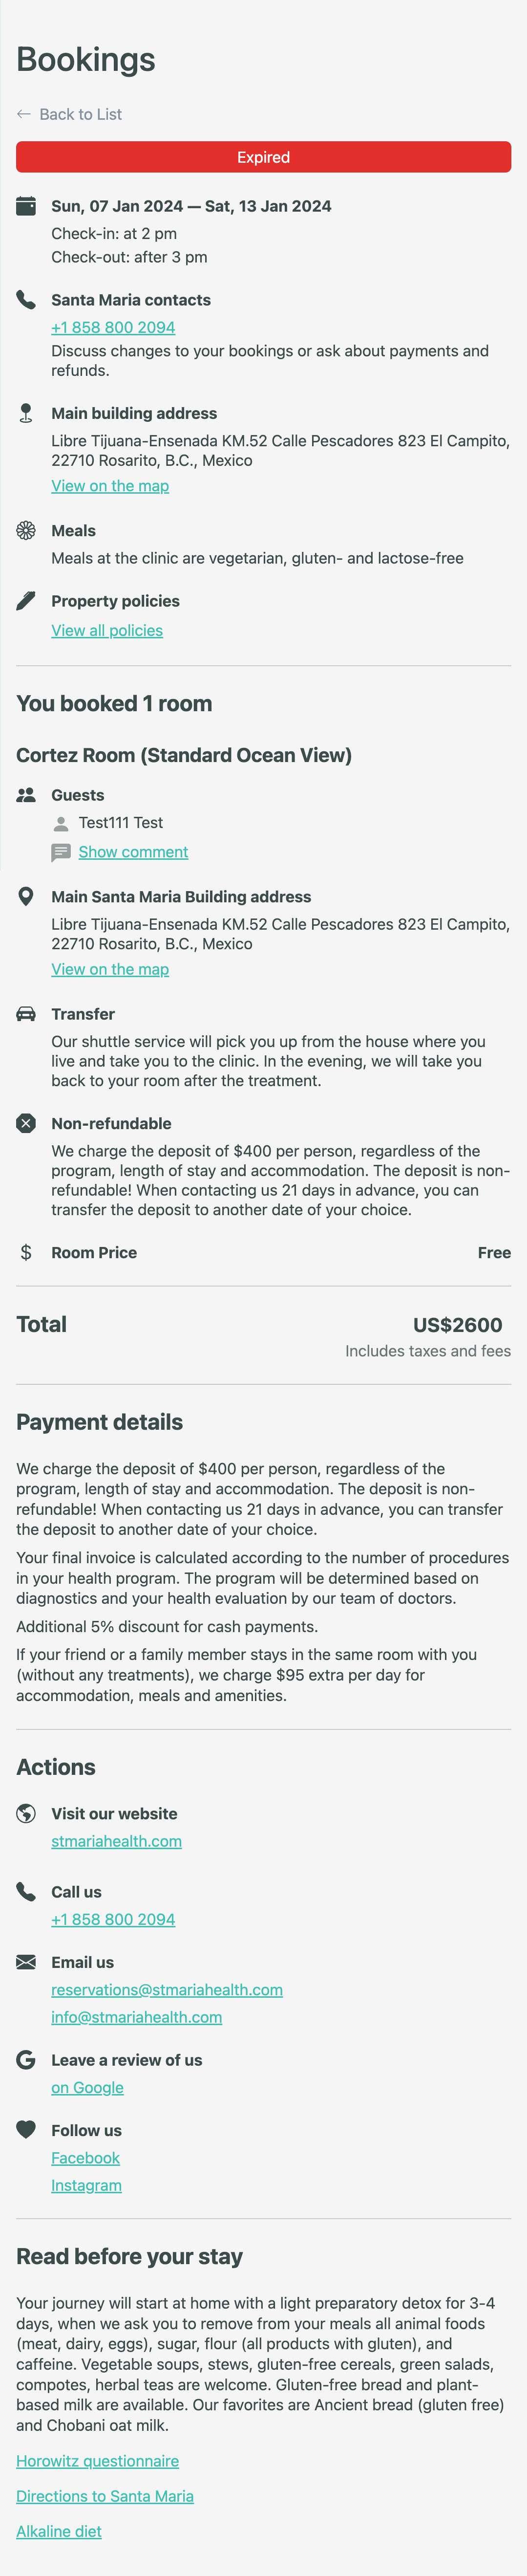 Bookings
← Back to List
Expired
Sun, 07 Jan 2024 — Sat, 13 Jan 2024
Check-in: at 2 pm
Check-out: after 3 pm
Santa Maria contacts
+1 858 800 2094
Discuss changes to your bookings or ask about payments and
refunds.
Main building address
Libre Tijuana-Ensenada KM.52 Calle Pescadores 823 El Campito,
22710 Rosarito, B.C., Mexico
View on the map
Meals
Meals at the clinic are vegetarian, gluten- and lactose-free
Property policies
View all policies
You booked 1 room
Cortez Room (Standard Ocean View)
Guests
Test111 Test
Show comment
Main Santa Maria Building address
Libre Tijuana-Ensenada KM.52 Calle Pescadores 823 El Campito,
22710 Rosarito, B.C., Mexico
View on the map
Transfer
Our shuttle service will pick you up from the house where you
live and take you to the clinic. In the evening, we will take you
back to your room after the treatment.
Non-refundable
We charge the deposit of $400 per person, regardless of the
program, length of stay and accommodation. The deposit is non-
refundable! When contacting us 21 days in advance, you can
transfer the deposit to another date of your choice.
$ Room Price Free
Total US$2600
Includes taxes and fees
Payment details
We charge the deposit of $400 per person, regardless of the
program, length of stay and accommodation. The deposit is non-
refundable! When contacting us 21 days in advance, you can transfer
the deposit to another date of your choice.
Your final invoice is calculated according to the number of procedures
in your health program. The program will be determined based on
diagnostics and your health evaluation by our team of doctors.
Additional 5% discount for cash payments.
If your friend or a family member stays in the same room with you
(without any treatments), we charge $95 extra per day for
accommodation, meals and amenities.
Actions
Visit our website
stmariahealth.com
Call us
+1 858 800 2094
Email us
reservations@stmariahealth.com
info@stmariahealth.com
Leave a review of us
on Google
Follow us
Facebook
Instagram
Read before your stay
Your journey will start at home with a light preparatory detox for 3-4
days, when we ask you to remove from your meals all animal foods
(meat, dairy, eggs), sugar, flour (all products with gluten), and
caffeine. Vegetable soups, stews, gluten-free cereals, green salads,
compotes, herbal teas are welcome. Gluten-free bread and plant-
based milk are available. Our favorites are Ancient bread (gluten free)
and Chobani oat milk.
Horowitz questionnaire
Directions to Santa Maria
Alkaline diet